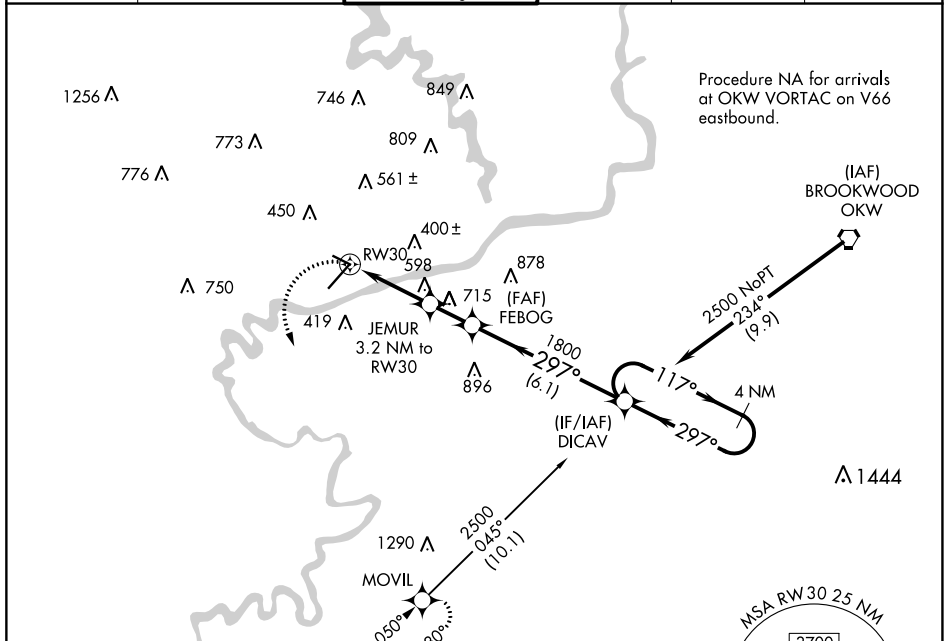 Procedure NA for arrivals
at OKW VORTAC on V66
eastbound.
1256
746
849
773
809
776
561 ±
(IAF)
BROOKWOOD
OKW
450
400 ±
RW30
598
878
750
715
(FAF)
FEBOG
2500 NoPT
234°
(9.9)
419
JEMUR
3.2 NM to
RW30
896
1800
297°
(6.1)
117°
4 NM
(IF/IAF)
DICAV
297°
1444
2500
045°
(10.1)
1290
MOVIL
050°
MSA RW30 25 NM